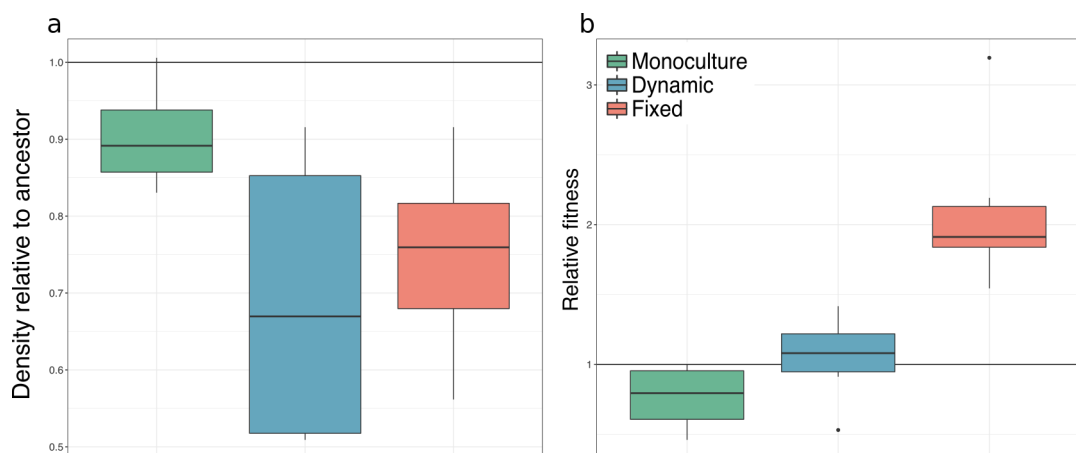 a
Density relative to ancestor
1.0
0.9
0.8
0.7
0.6
0.5
b
Relative fitness
3
2
1
Monoculture
Dynamic
Fixed